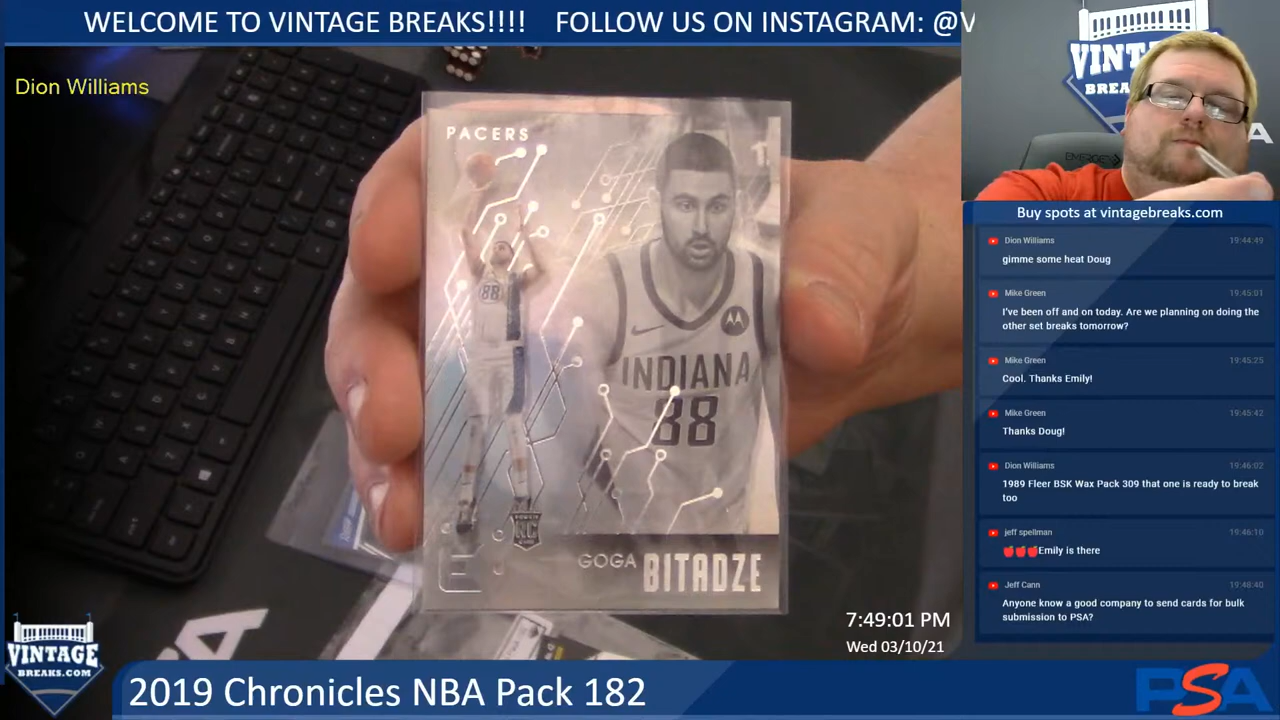 WELCOME TO VINTAGE BREAKS!!!! FOLLOW US ON INSTAGRAM: @V
Dion Williams
PACERS
88
INDIANA
88
RC
GOGA BITADZE
VINT
BREA
A
Buy spots at vintagebreaks.com
Dion Williams 19:44:49
gimme some heat Doug
Mike Green 19:45:01
I've been off and on today. Are we planning on doing the
other set breaks tomorrow?
Mike Green 19:45:25
Cool. Thanks Emily!
Mike Green 19:45:42
Thanks Doug!
Dion Williams 19:46:02
1989 Fleer BSK Wax Pack 309 that one is ready to break
too
jeff spellman 19:46:10
🍎🍎🍎Emily is there
Jeff Cann 19:48:40
Anyone know a good company to send cards for bulk
submission to PSA?
7:49:01 PM
Wed 03/10/21
VINTAGE
BREAKS.COM
2019 Chronicles NBA Pack 182
PSA